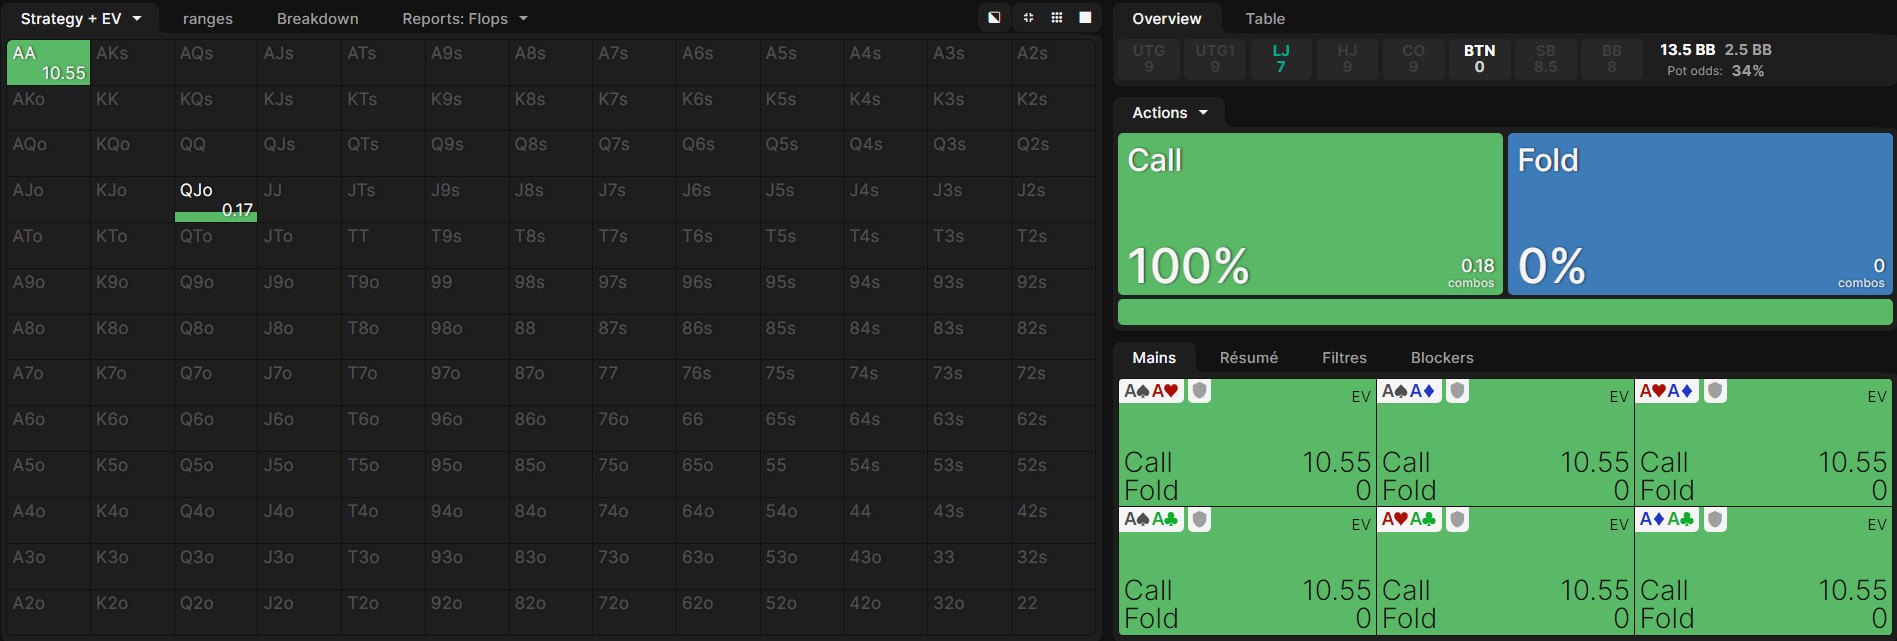 Strategy + EV ranges Breakdown Reports: Flops
AA AKs AQs AJs ATs A9s A8s A7s A6s A5s A4s A3s A2s
10.55
AKo KK KQs KJs KTs K9s K8s K7s K6s K5s K4s K3s K2s
AQo KQo QQ QJs QTs Q9s Q8s Q7s Q6s Q5s Q4s Q3s Q2s
AJo KJo QJo JJ JTs J9s J8s J7s J6s J5s J4s J3s J2s
0.17
ATo KTo QTo JTo TT T9s T8s T7s T6s T5s T4s T3s T2s
A9o K9o Q9o J9o T9o 99 98s 97s 96s 95s 94s 93s 92s
A8o K8o Q8o J8o T8o 98o 88 87s 86s 85s 84s 83s 82s
A7o K7o Q7o J7o T7o 97o 87o 77 76s 75s 74s 73s 72s
A6o K6o Q6o J6o T6o 96o 86o 76o 66 65s 64s 63s 62s
A5o K5o Q5o J5o T5o 95o 85o 75o 65o 55 54s 53s 52s
A4o K4o Q4o J4o T4o 94o 84o 74o 64o 54o 44 43s 42s
A3o K3o Q3o J3o T3o 93o 83o 73o 63o 53o 43o 33 32s
A2o K2o Q2o J2o T2o 92o 82o 72o 62o 52o 42o 32o 22
Overview Table
UTG UTG1 LJ HJ CO BTN SB BB 13.5 BB 2.5 BB
9 9 7 9 9 0 8.5 8 Pot odds: 34%
Actions
Call Fold
100% 0.18 0% 0
combos combos
Mains Résumé Filtres Blockers
A♠A♥ EV A♠A♦ EV A♥A♦ EV
Call 10.55 Call 10.55 Call 10.55
Fold 0 Fold 0 Fold 0
A♠A♣ EV A♥A♣ EV A♦A♣ EV
Call 10.55 Call 10.55 Call 10.55
Fold 0 Fold 0 Fold 0